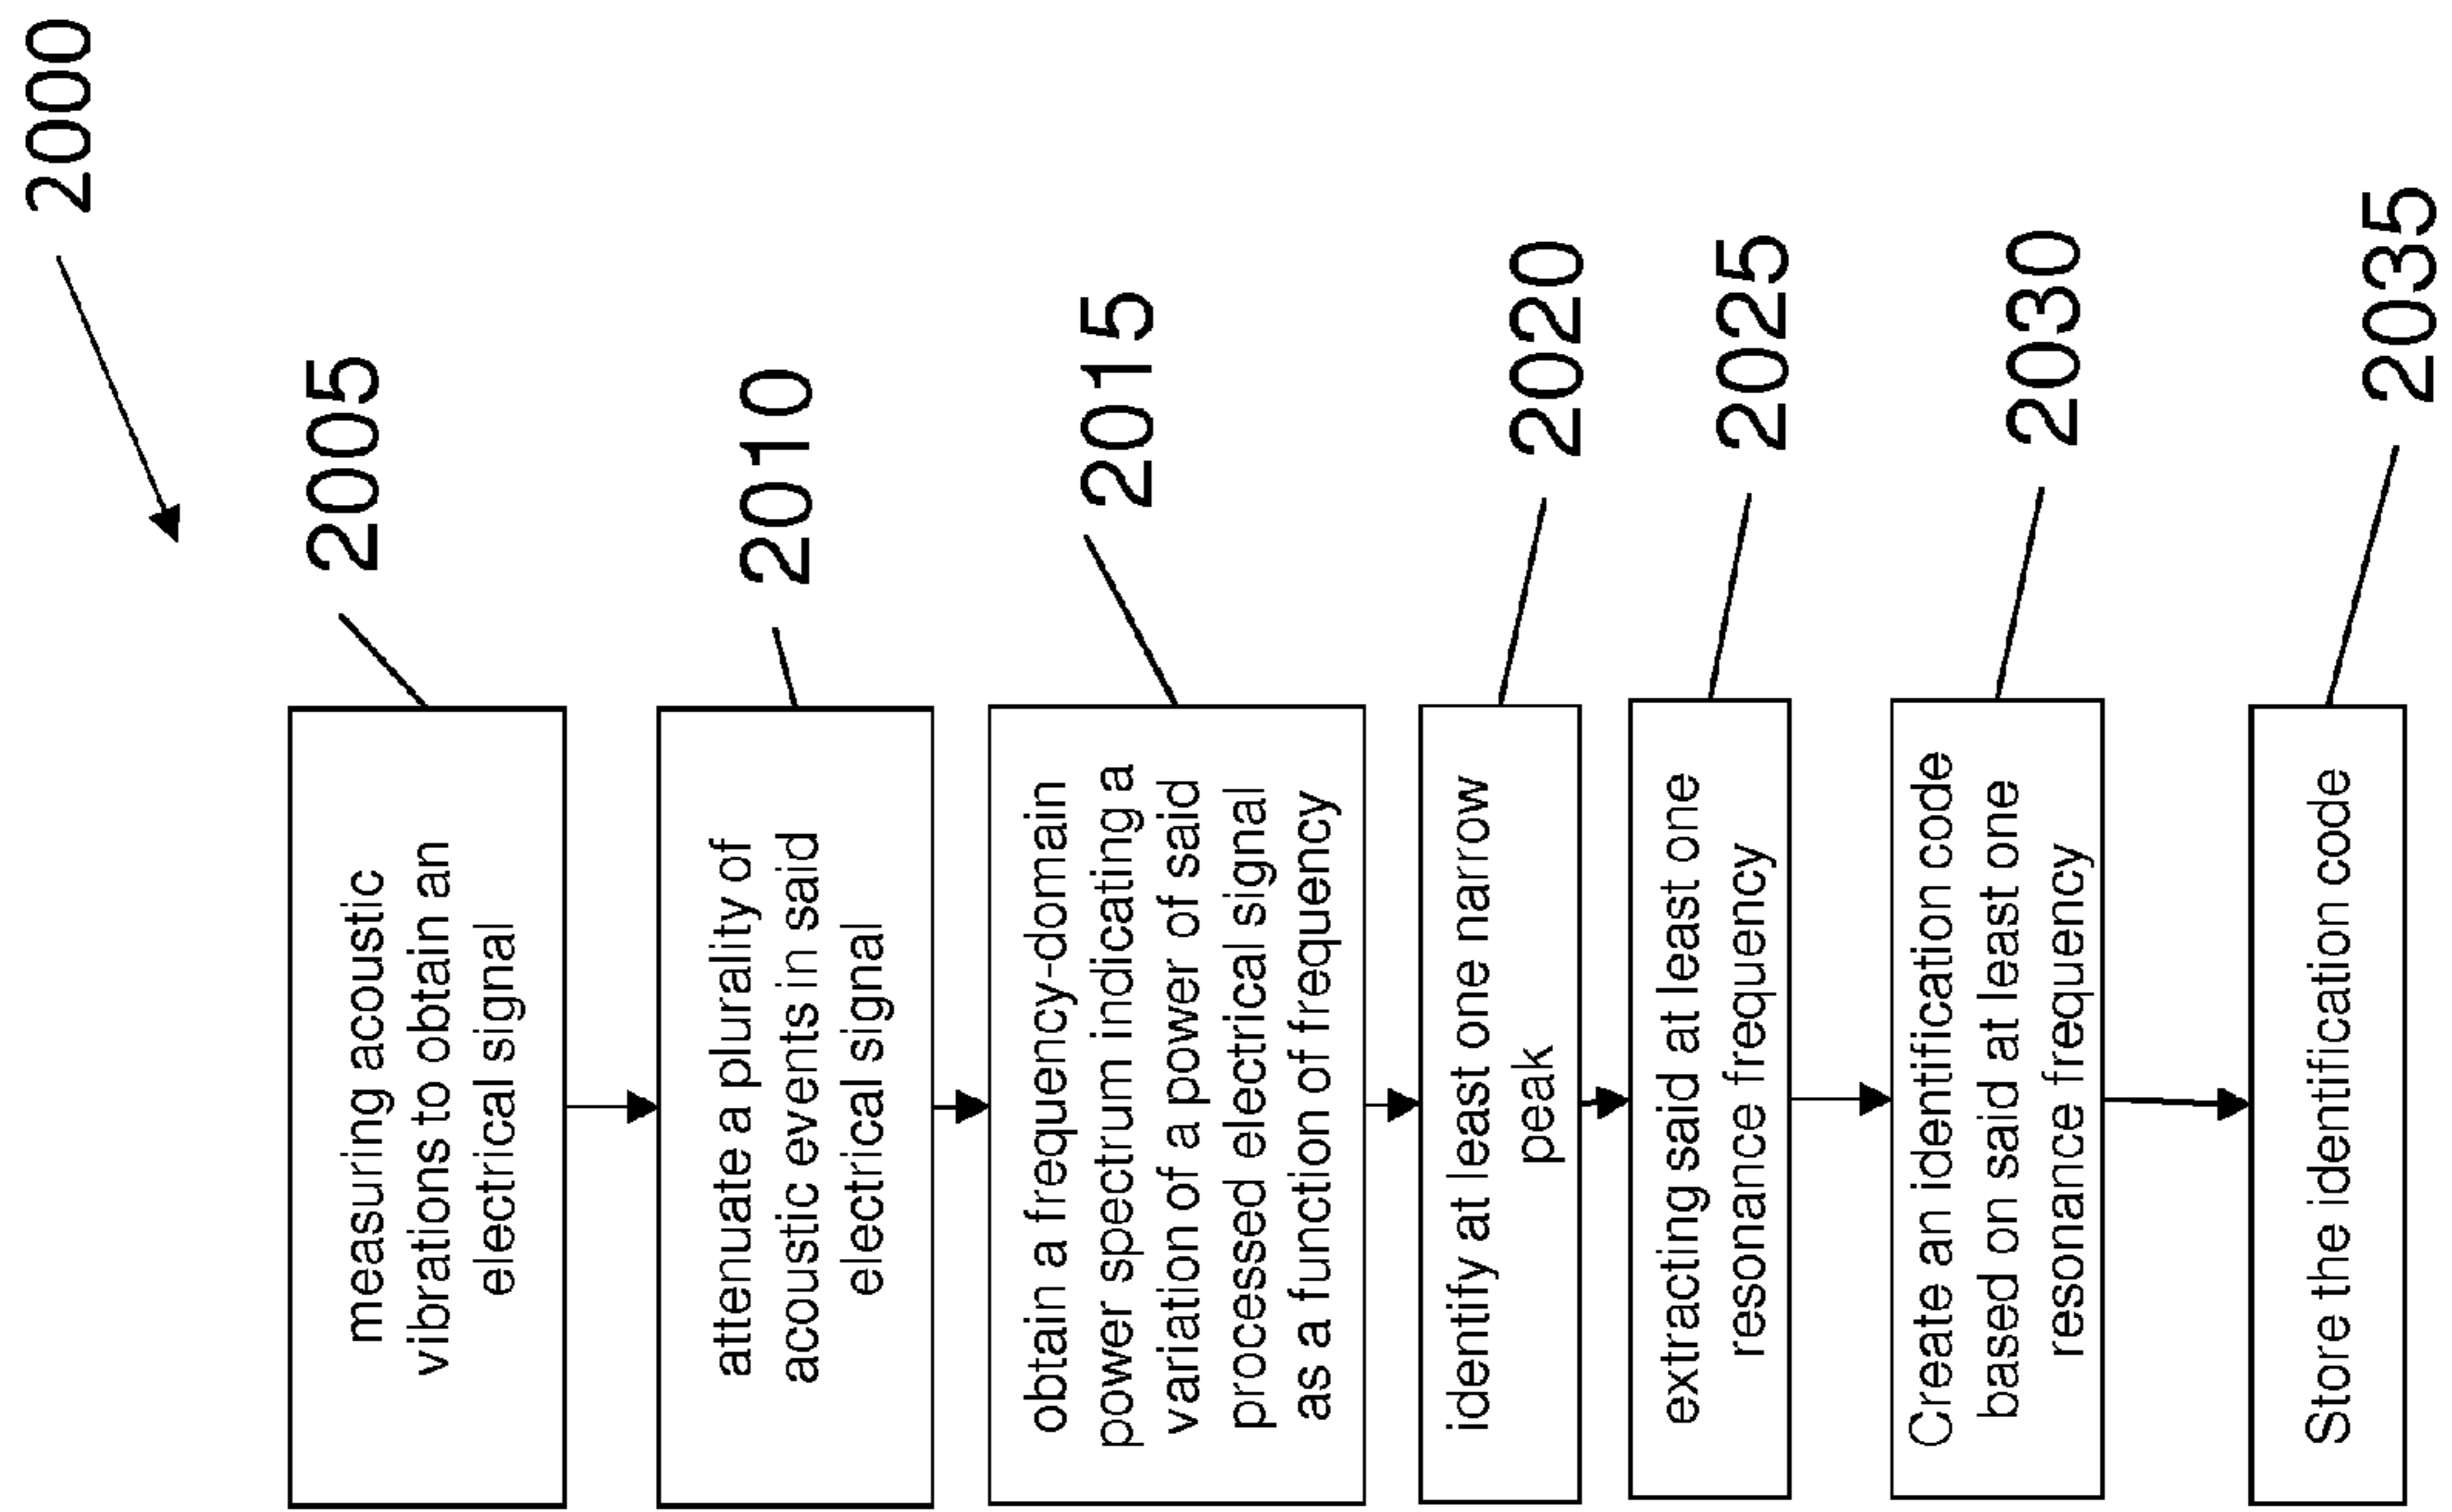 2000
measuring acoustic
vibrations to obtain an
electrical signal
2005
attenuate a plurality of
acoustic events in said
electrical signal
2010
obtain a frequency-domain
power spectrum indicating a
variation of a power of said
processed electrical signal
as a function of frequency
2015
identify at least one narrow
peak
2020
extracting said at least one
resonance frequency
2025
Create an identification code
based on said at least one
resonance frequency
2030
Store the identification code
2035